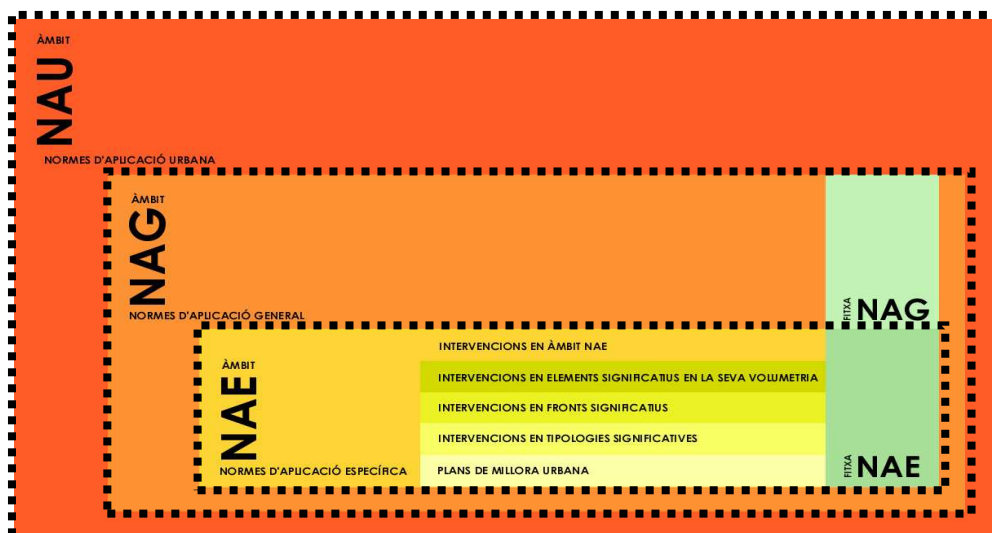 ÀMBIT
NAU
NORMES D'APLICACIÓ URBANA
ÀMBIT
NAG
NORMES D'APLICACIÓ GENERAL
FITXA
NAG
ÀMBIT
NAE
NORMES D'APLICACIÓ ESPECÍFICA
INTERVENCIONS EN ÀMBIT NAE
INTERVENCIONS EN ELEMENTS SIGNIFICATIUS EN LA SEVA VOLUMETRIA
INTERVENCIONS EN FRONTS SIGNIFICATIUS
INTERVENCIONS EN TIPOLOGIES SIGNIFICATIVES
PLANS DE MILLORA URBANA
FITXA
NAE